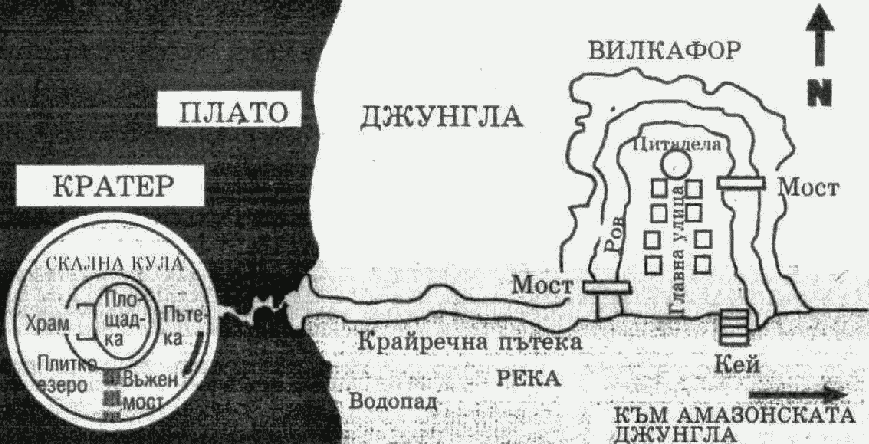 ВИЛКАФОР
N
ПЛАТО
ДЖУНГЛА
Цитадела
КРАТЕР
Мост
Ров
Главна улица
СКАЛНА КУЛА
Мост
Пло-
щад-
ка
Храм
Пъте-
ка
Крайречна пътека
Плитко
езеро
Въжен
мост
Кей
РЕКА
Водопад
КЪМ АМАЗОНСКАТА
ДЖУНГЛА